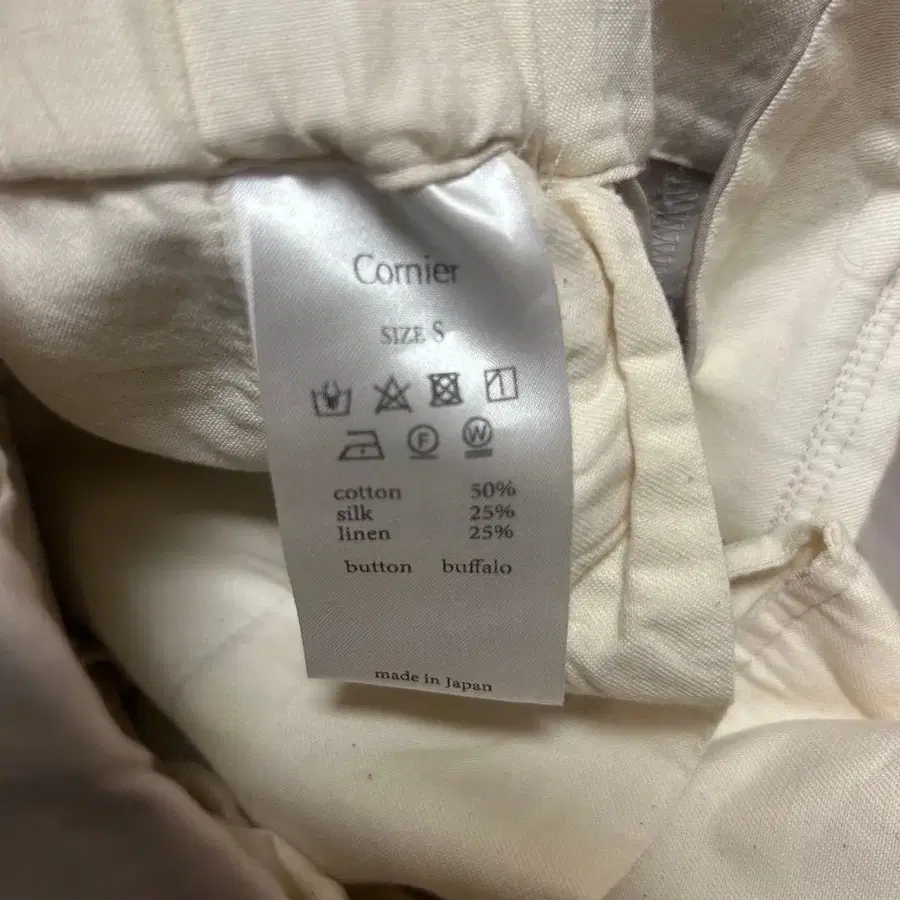 Cornier
SIZE S
F W
cotton 50%
silk 25%
linen 25%
button buffalo
made in Japan